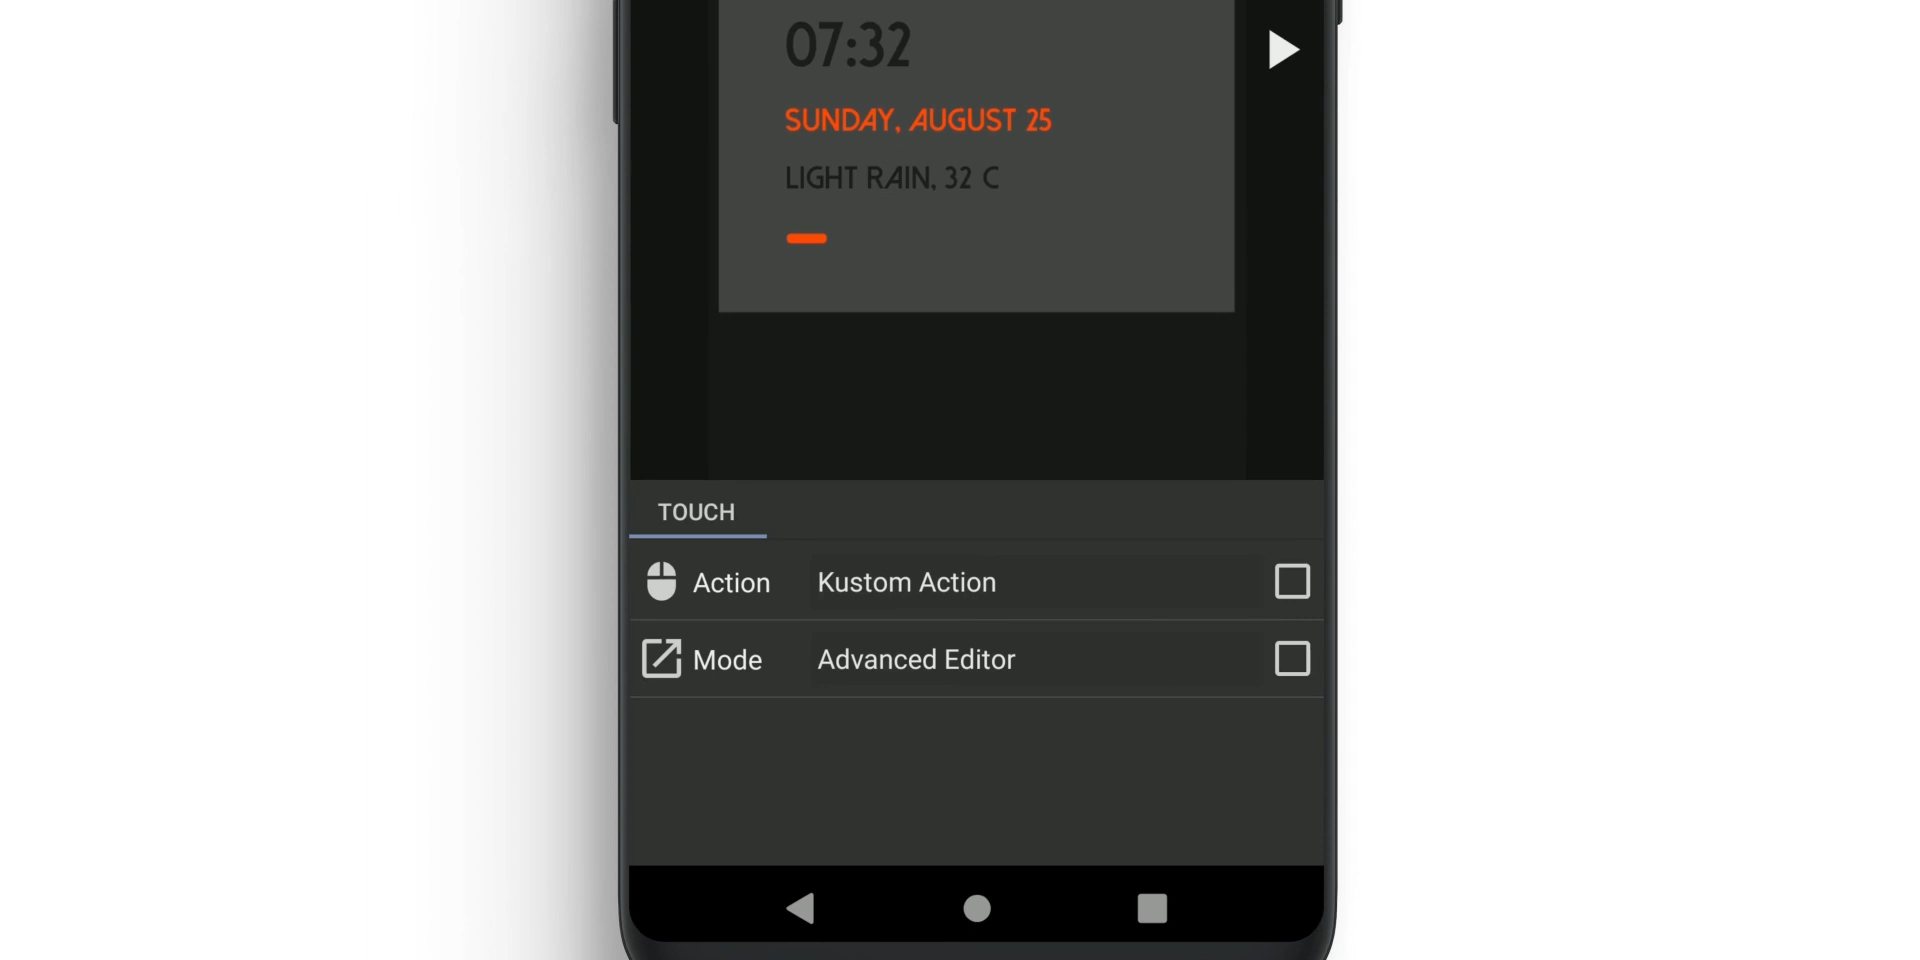 07:32
SUNDAY, AUGUST 25
LIGHT RAIN, 32 C
TOUCH
Action Kustom Action
Mode Advanced Editor